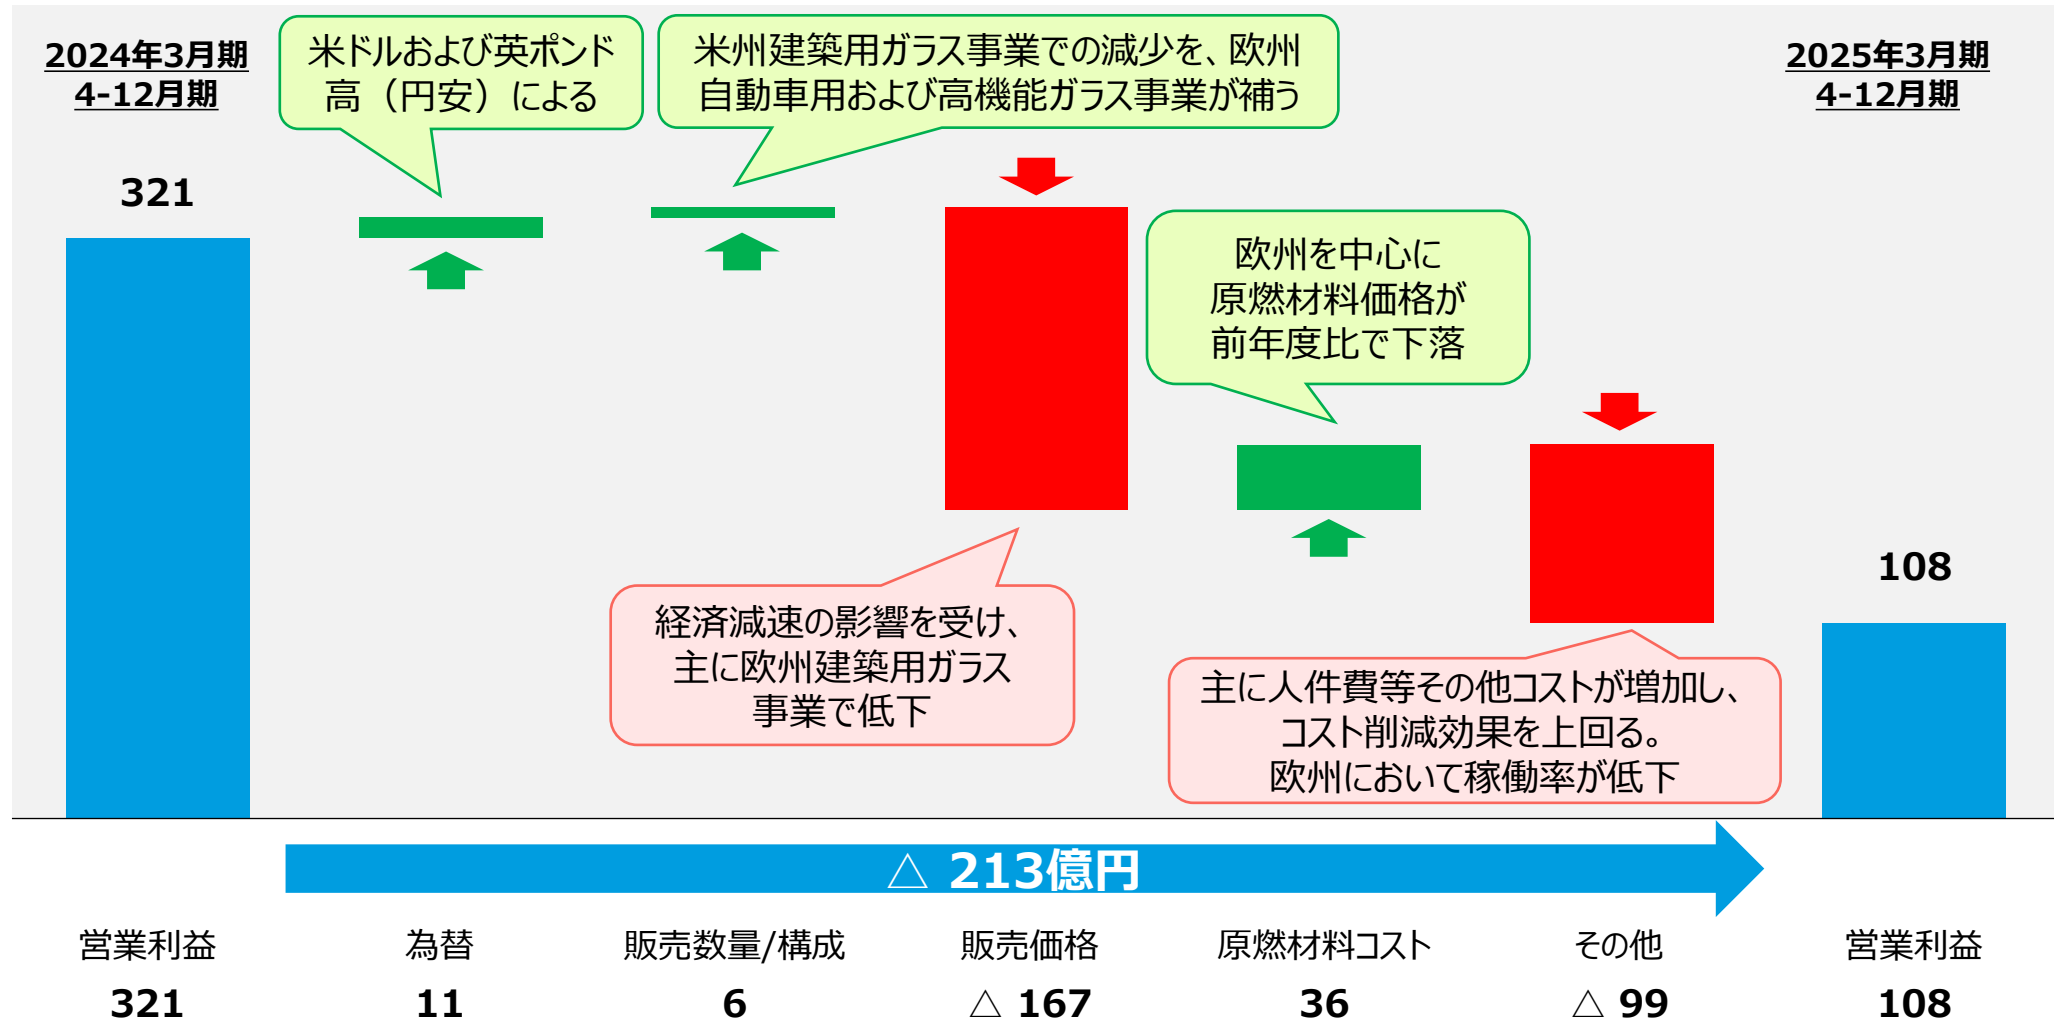 2024年3月期
4-12月期
米ドルおよび英ポンド
高（円安）による
米州建築用ガラス事業での減少を、欧州
自動車用および高機能ガラス事業が補う
2025年3月期
4-12月期
321
欧州を中心に
原燃材料価格が
前年度比で下落
108
経済減速の影響を受け、
主に欧州建築用ガラス
事業で低下
主に人件費等その他コストが増加し、
コスト削減効果を上回る。
欧州において稼働率が低下
△ 213億円
営業利益 為替 販売数量/構成 販売価格 原燃材料コスト その他 営業利益
321 11 6 △ 167 36 △ 99 108